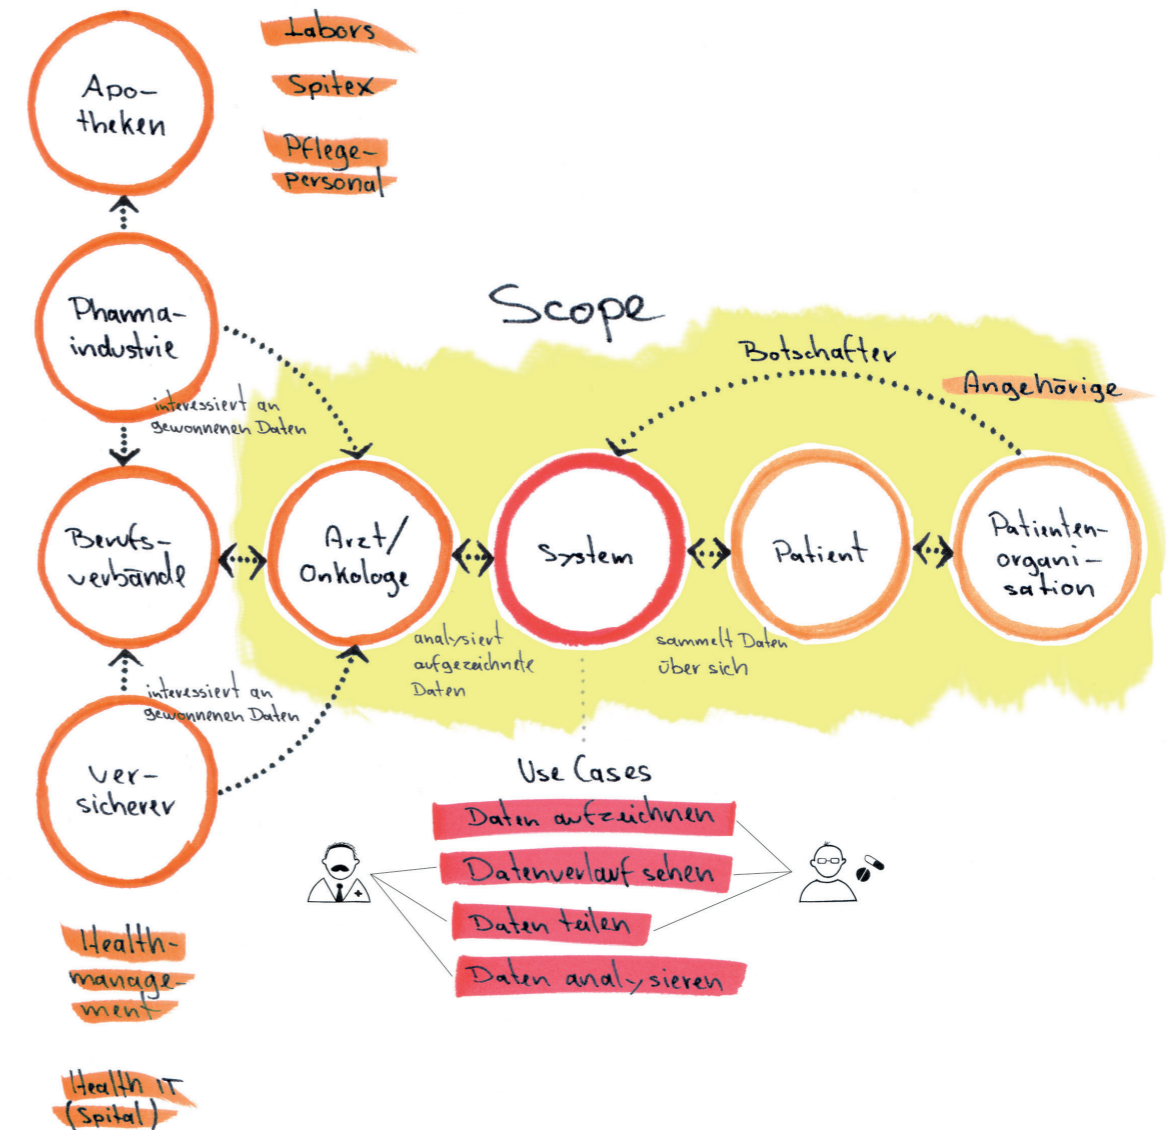 Labors
Spitex
Pflege-
personal
Apo-
theken
Pharma-
industrie
interessiert an
gewonnenen Daten
Scope
Botschafter
Angehörige
Berufs-
verbände
Arzt/
Onkologe
System
Patient
Patienten-
organi-
sation
analysiert
aufgezeichnete
Daten
sammelt Daten
über sich
interessiert an
gewonnenen Daten
Ver-
sicherer
Use Cases
Daten aufzeichnen
Datenverlauf sehen
Daten teilen
Daten analysieren
Health-
manage-
ment
Health IT
(Spital)